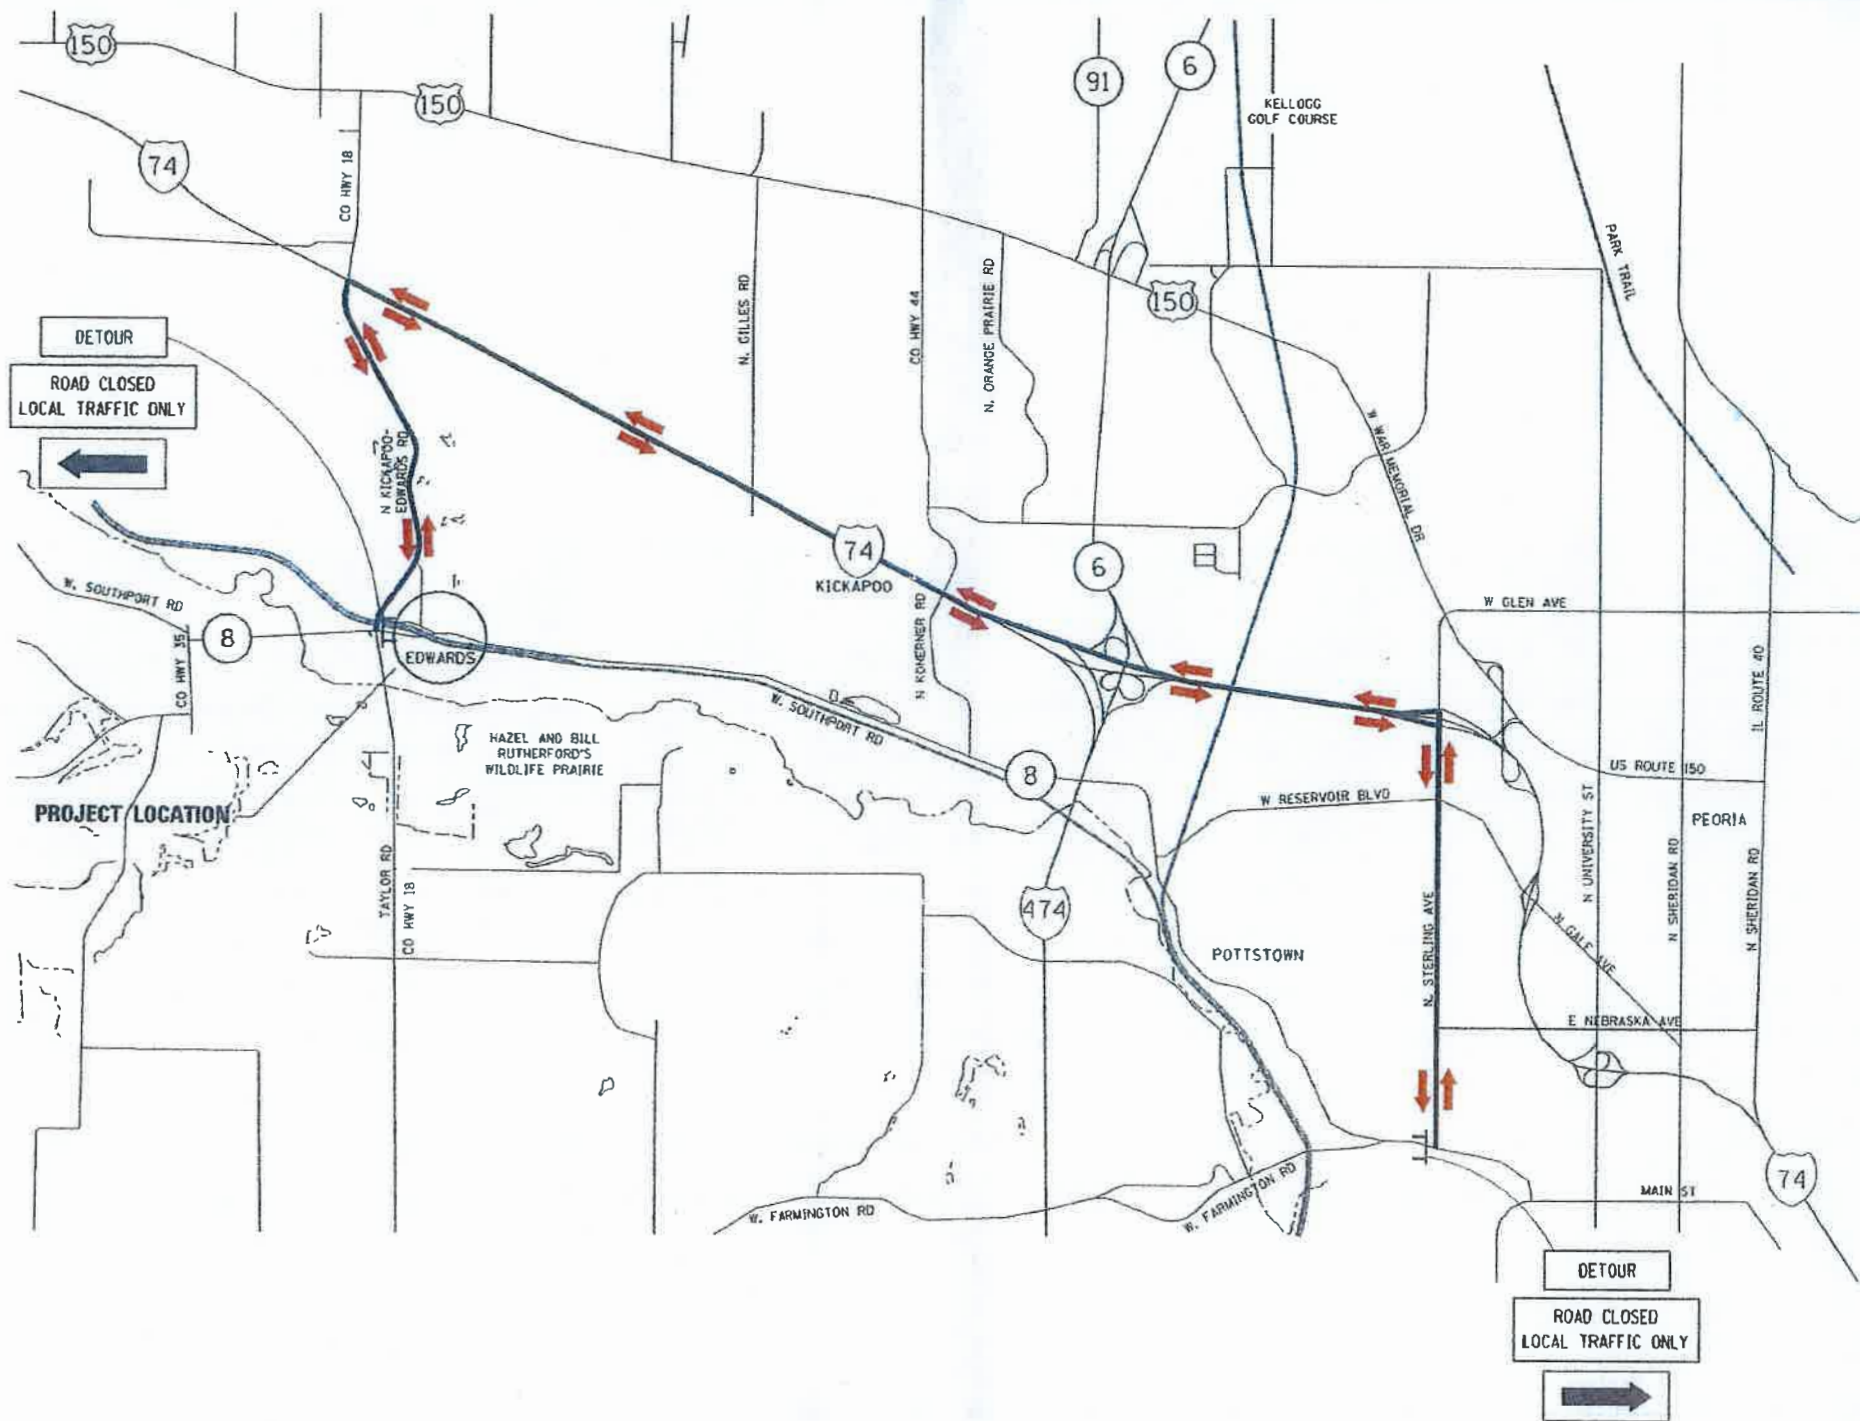 150
150
91
6
KELLOGG
GOLF COURSE
74
CO HWY 18
PARK TRAIL
N. GILLES RD
CO HWY 44
N. ORANGE PRAIRIE RD
150
DETOUR
ROAD CLOSED
LOCAL TRAFFIC ONLY
N KICKAPOO-
EDWARDS RD
W WAR MEMORIAL DR
74
KICKAPOO
6
W. SOUTHPORT RD
8
CO HWY 35
EDWARDS
N KOHERNER RD
W GLEN AVE
W. SOUTHPORT RD
HAZEL AND BILL
RUTHERFORD'S
WILDLIFE PRAIRIE
8
IL ROUTE 40
US ROUTE 150
W RESERVOIR BLVD
PROJECT LOCATION
PEORIA
TAYLOR RD
CO HWY 18
474
POTTSTOWN
N. STERLING AVE
N UNIVERSITY ST
N SHERIDAN RD
N SHERIDAN RD
N GALE AVE
E NEBRASKA AVE
W. FARMINGTON RD
W. FARMINGTON RD
MAIN ST
74
DETOUR
ROAD CLOSED
LOCAL TRAFFIC ONLY